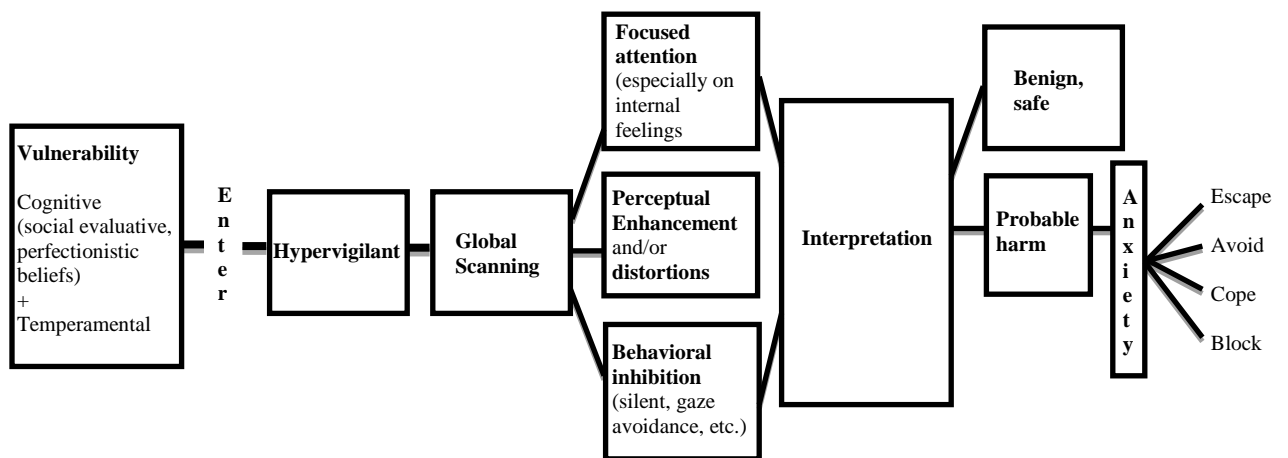 Vulnerability
Cognitive
(social evaluative,
perfectionistic
beliefs)
+
Temperamental
E
n
t
e
r
Hypervigilant
Global
Scanning
Focused
attention
(especially on
internal
feelings
Perceptual
Enhancement
and/or
distortions
Behavioral
inhibition
(silent, gaze
avoidance, etc.)
Interpretation
Benign,
safe
Probable
harm
A
n
x
i
e
t
y
Escape
Avoid
Cope
Block